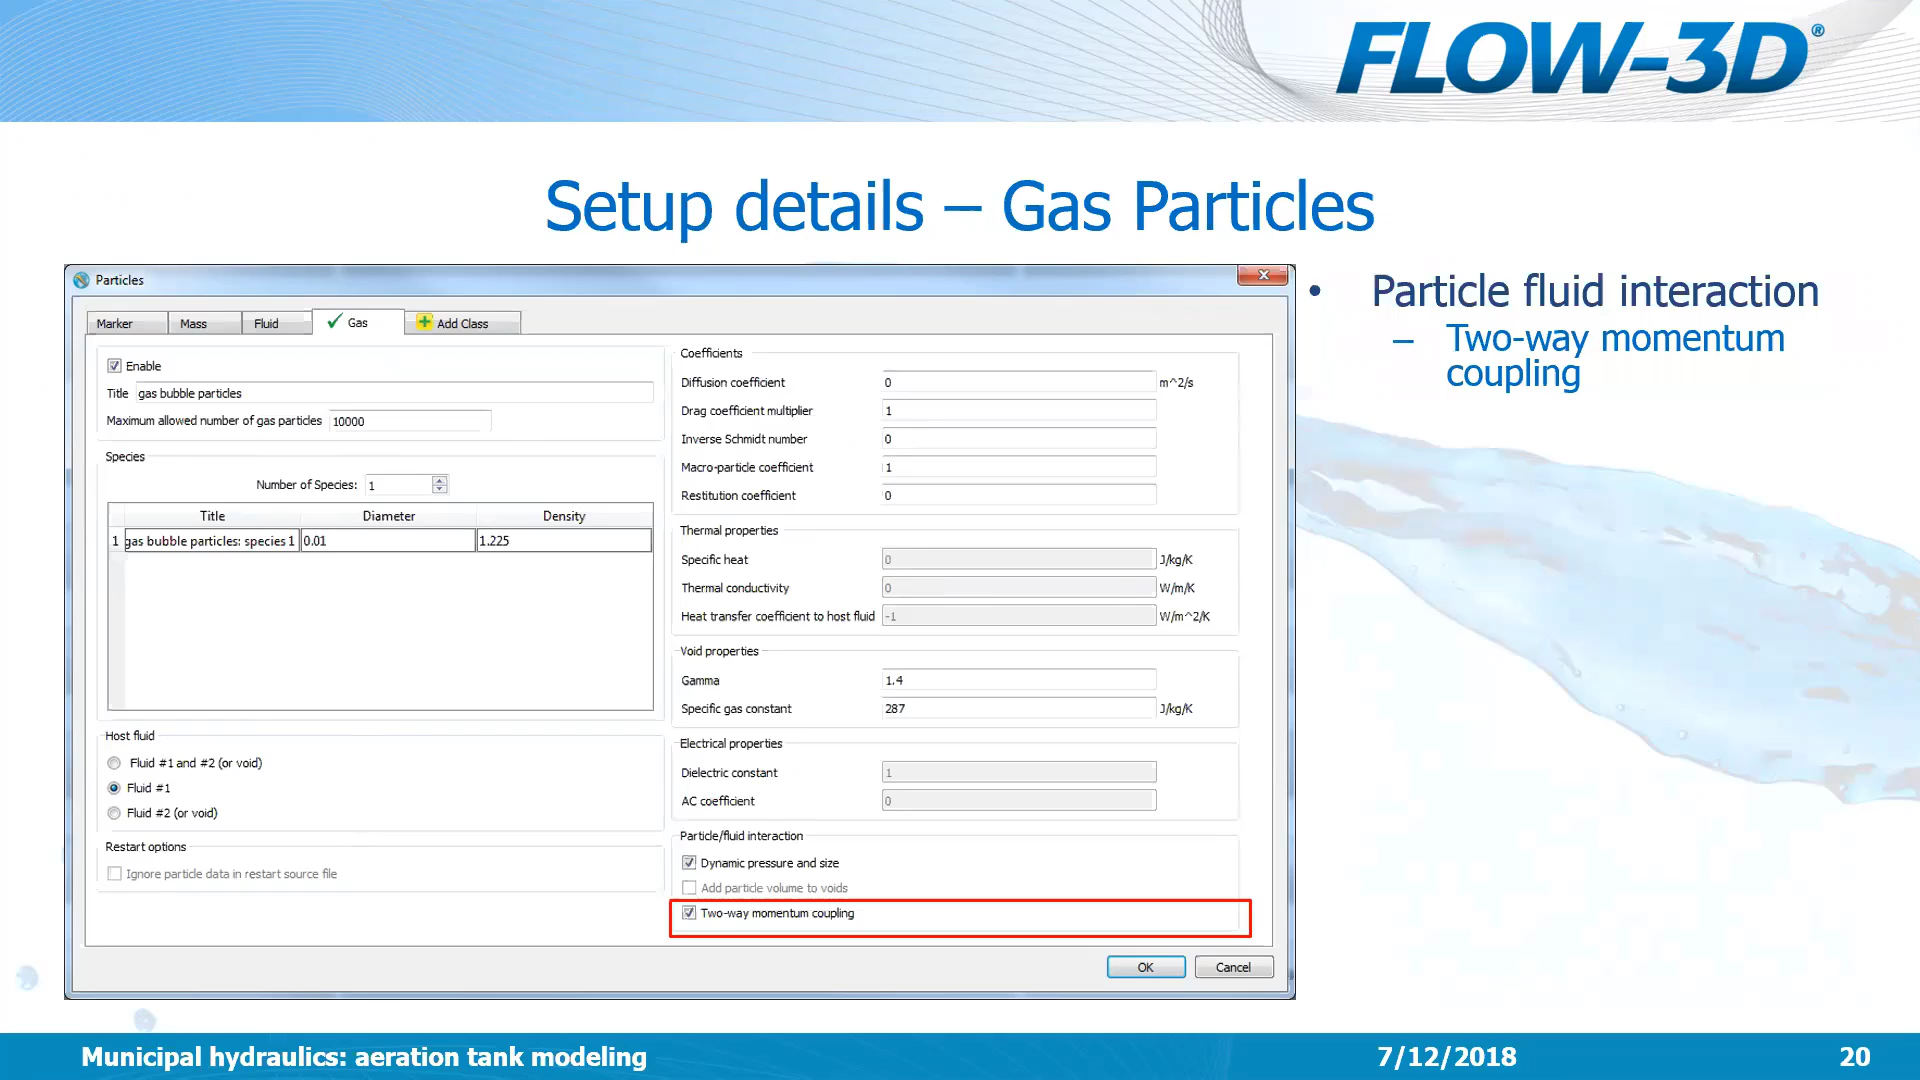 FLOW-3D®
Setup details – Gas Particles
Particles
Marker
Mass
Fluid
Gas
Add Class
Enable
Title gas bubble particles
Maximum allowed number of gas particles 10000
Species
Number of Species: 1
Title Diameter Density
1 gas bubble particles: species 1 0.01 1.225
Host fluid
Fluid #1 and #2 (or void)
Fluid #1
Fluid #2 (or void)
Restart options
Ignore particle data in restart source file
Coefficients
Diffusion coefficient 0 m^2/s
Drag coefficient multiplier 1
Inverse Schmidt number 0
Macro-particle coefficient 1
Restitution coefficient 0
Thermal properties
Specific heat 0 J/kg/K
Thermal conductivity 0 W/m/K
Heat transfer coefficient to host fluid -1 W/m^2/K
Void properties
Gamma 1.4
Specific gas constant 287 J/kg/K
Electrical properties
Dielectric constant 1
AC coefficient 0
Particle/fluid interaction
Dynamic pressure and size
Add particle volume to voids
Two-way momentum coupling
OK
Cancel
• Particle fluid interaction
– Two-way momentum
coupling
Municipal hydraulics: aeration tank modeling
7/12/2018
20